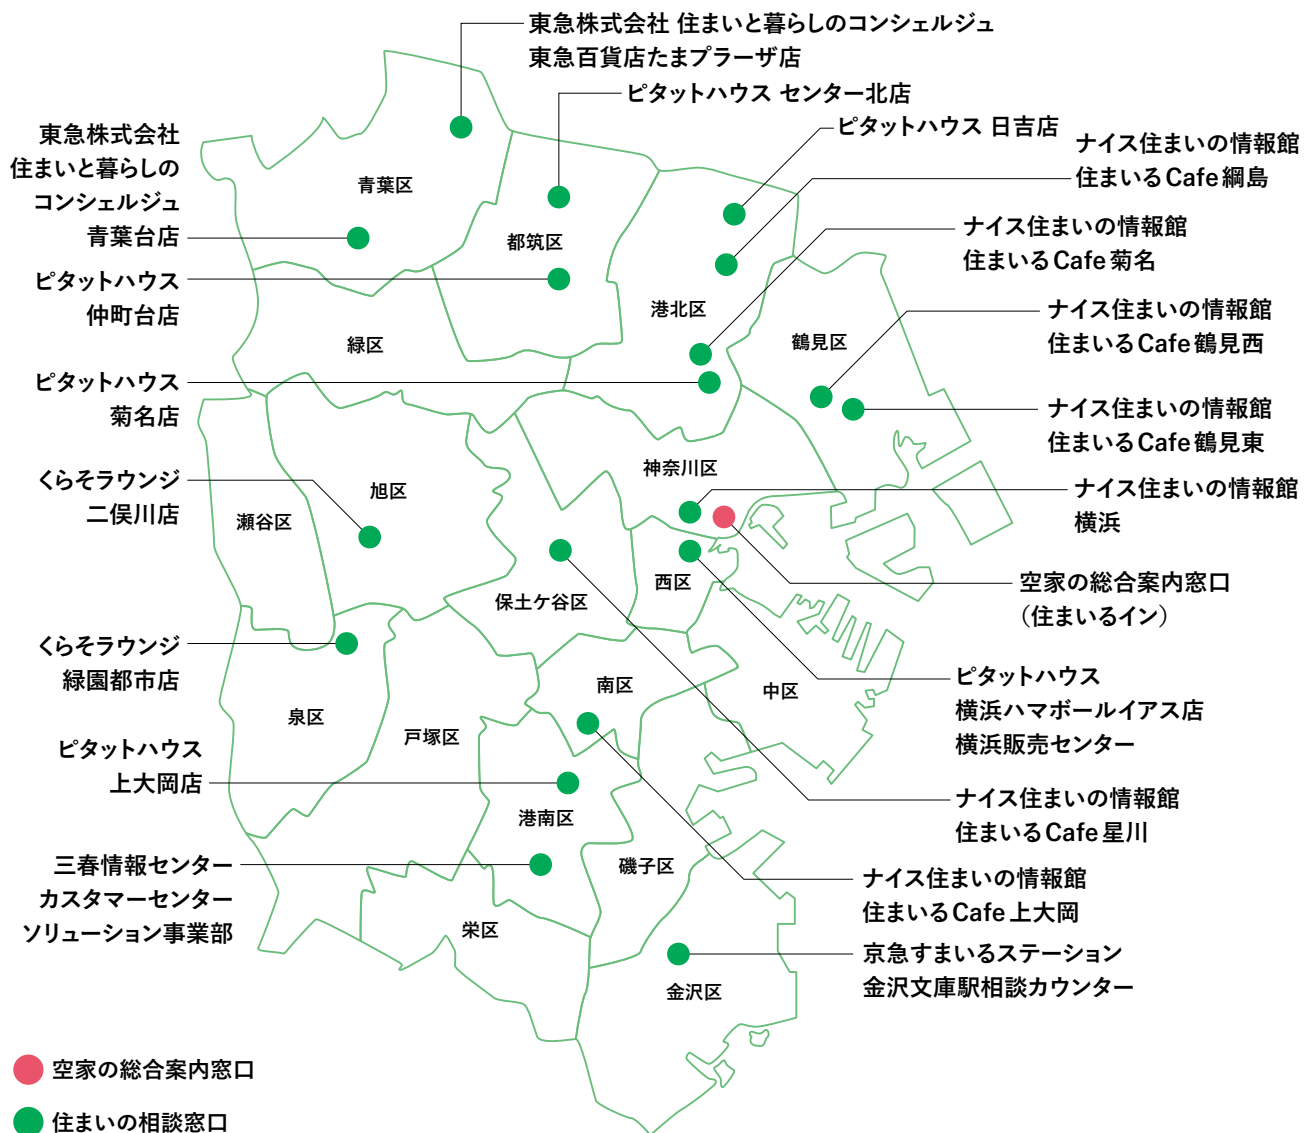 東急株式会社 住まいと暮らしのコンシェルジュ
東急百貨店たまプラーザ店
ピタットハウス センター北店
ピタットハウス 日吉店
ナイス住まいの情報館
住まいるCafe綱島
ナイス住まいの情報館
住まいるCafe菊名
ナイス住まいの情報館
住まいるCafe鶴見西
ナイス住まいの情報館
住まいるCafe鶴見東
ナイス住まいの情報館
横浜
空家の総合案内窓口
(住まいるイン)
ピタットハウス
横浜ハマボールイアス店
横浜販売センター
ナイス住まいの情報館
住まいるCafe星川
ナイス住まいの情報館
住まいるCafe上大岡
京急すまいるステーション
金沢文庫駅相談カウンター
東急株式会社
住まいと暮らしの
コンシェルジュ
青葉台店
ピタットハウス
仲町台店
ピタットハウス
菊名店
くらそラウンジ
二俣川店
くらそラウンジ
緑園都市店
ピタットハウス
上大岡店
三春情報センター
カスタマーセンター
ソリューション事業部
青葉区
都筑区
港北区
緑区
鶴見区
神奈川区
旭区
瀬谷区
保土ケ谷区
西区
中区
南区
泉区
戸塚区
港南区
磯子区
栄区
金沢区
空家の総合案内窓口
住まいの相談窓口